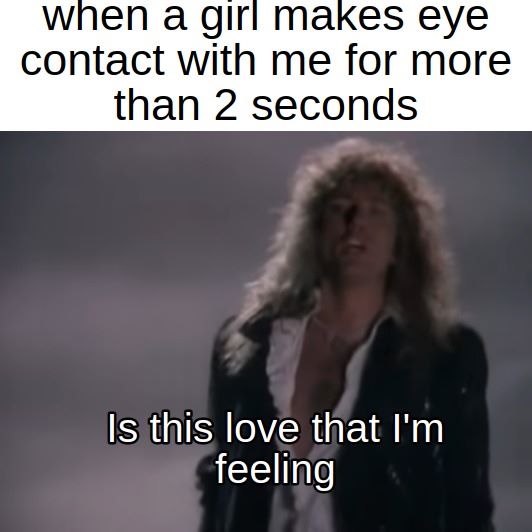 when a girl makes eye
contact with me for more
than 2 seconds
Is this love that I'm
feeling